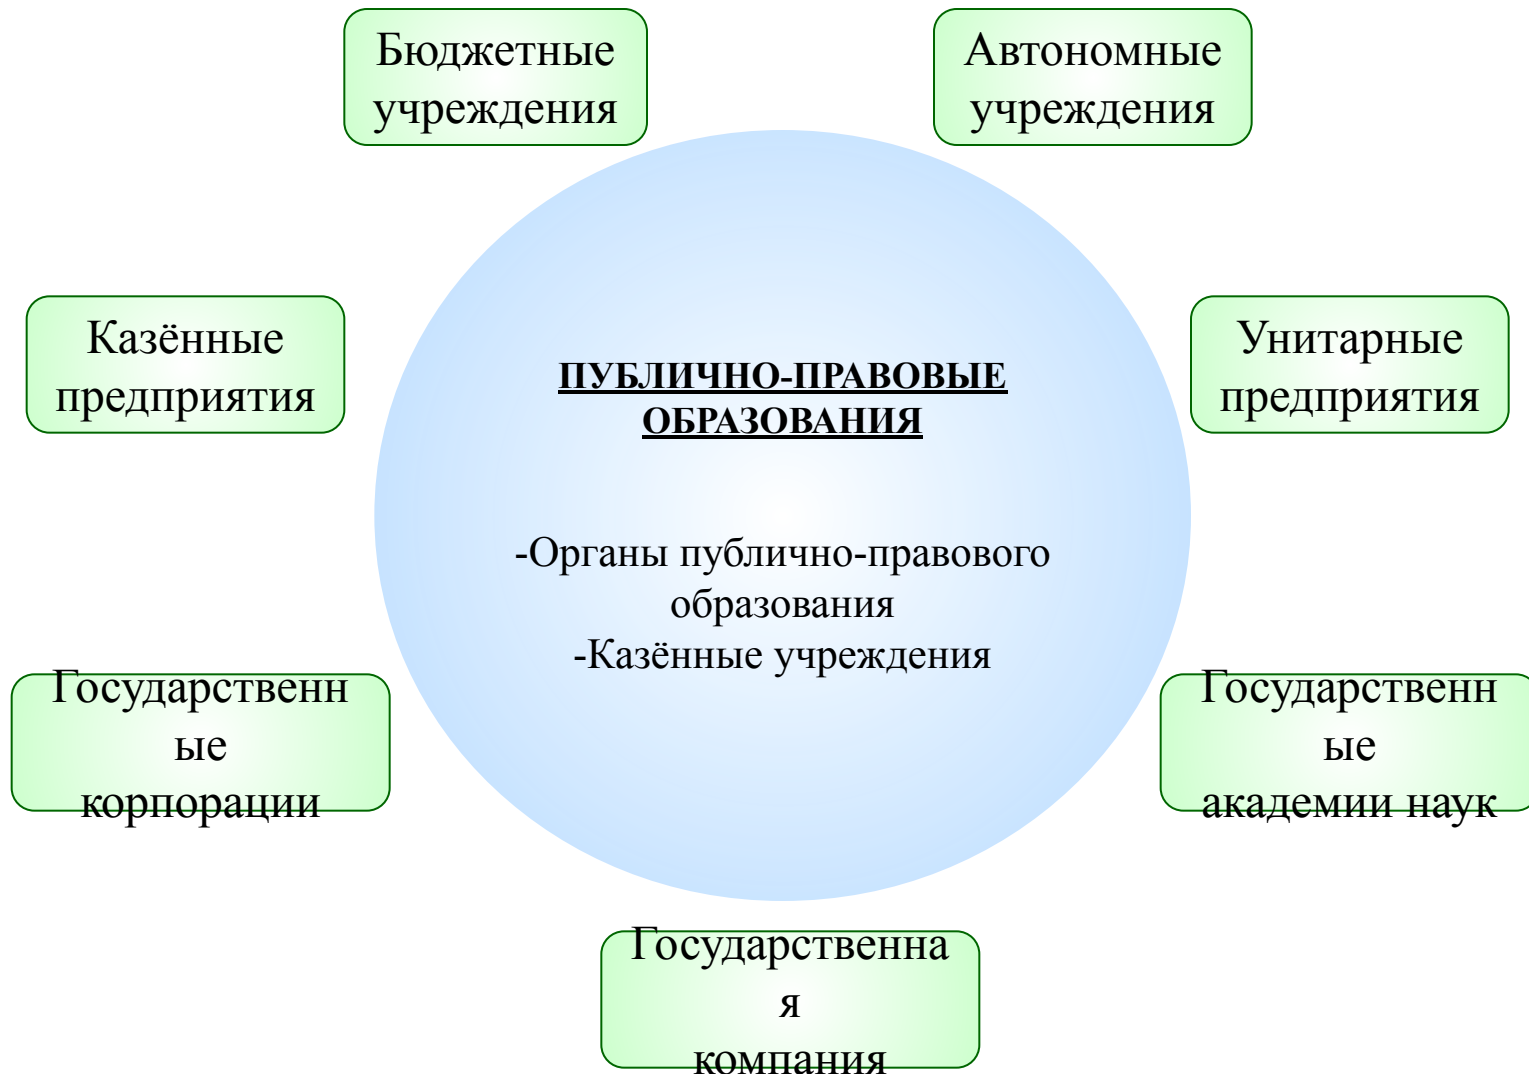 Бюджетные
учреждения
Автономные
учреждения
Казённые
предприятия
ПУБЛИЧНО-ПРАВОВЫЕ
ОБРАЗОВАНИЯ
-Органы публично-правового
образования
-Казённые учреждения
Унитарные
предприятия
Государственн
ые
корпорации
Государственн
ые
академии наук
Государственна
я
компания